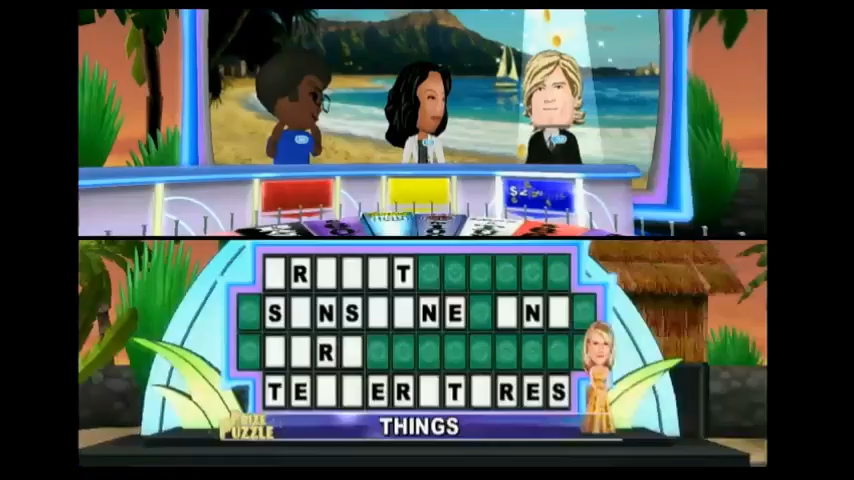 R T
S NS NE N
R
TE ER T RES
PRIZE
PUZZLE
THINGS